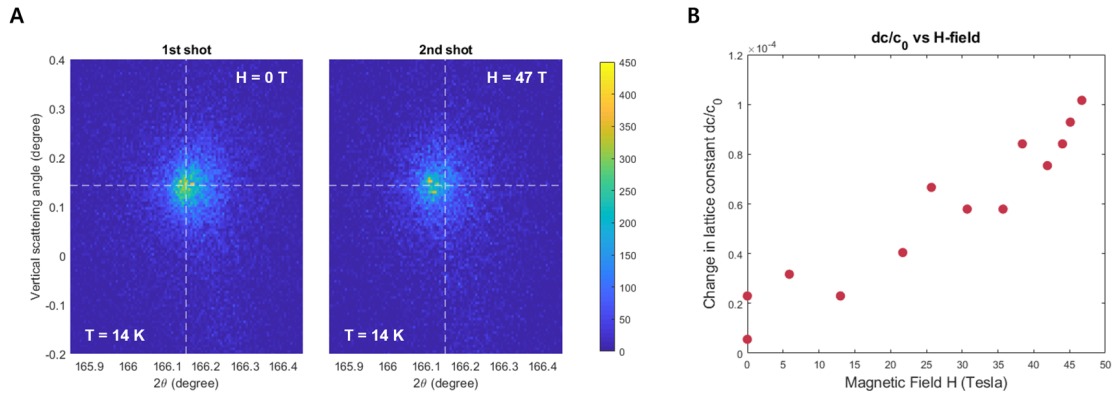 A
1st shot
2nd shot
H = 0 T
H = 47 T
T = 14 K
T = 14 K
Vertical scattering angle (degree)
0.4
0.3
0.2
0.1
0
-0.1
-0.2
165.9 166 166.1 166.2 166.3 166.4
2θ (degree)
165.9 166 166.1 166.2 166.3 166.4
2θ (degree)
450
400
350
300
250
200
150
100
50
0
B
dc/c₀ vs H-field
×10⁻⁴
Change in lattice constant dc/c₀
1.2
1
0.8
0.6
0.4
0.2
0
0 5 10 15 20 25 30 35 40 45 50
Magnetic Field H (Tesla)